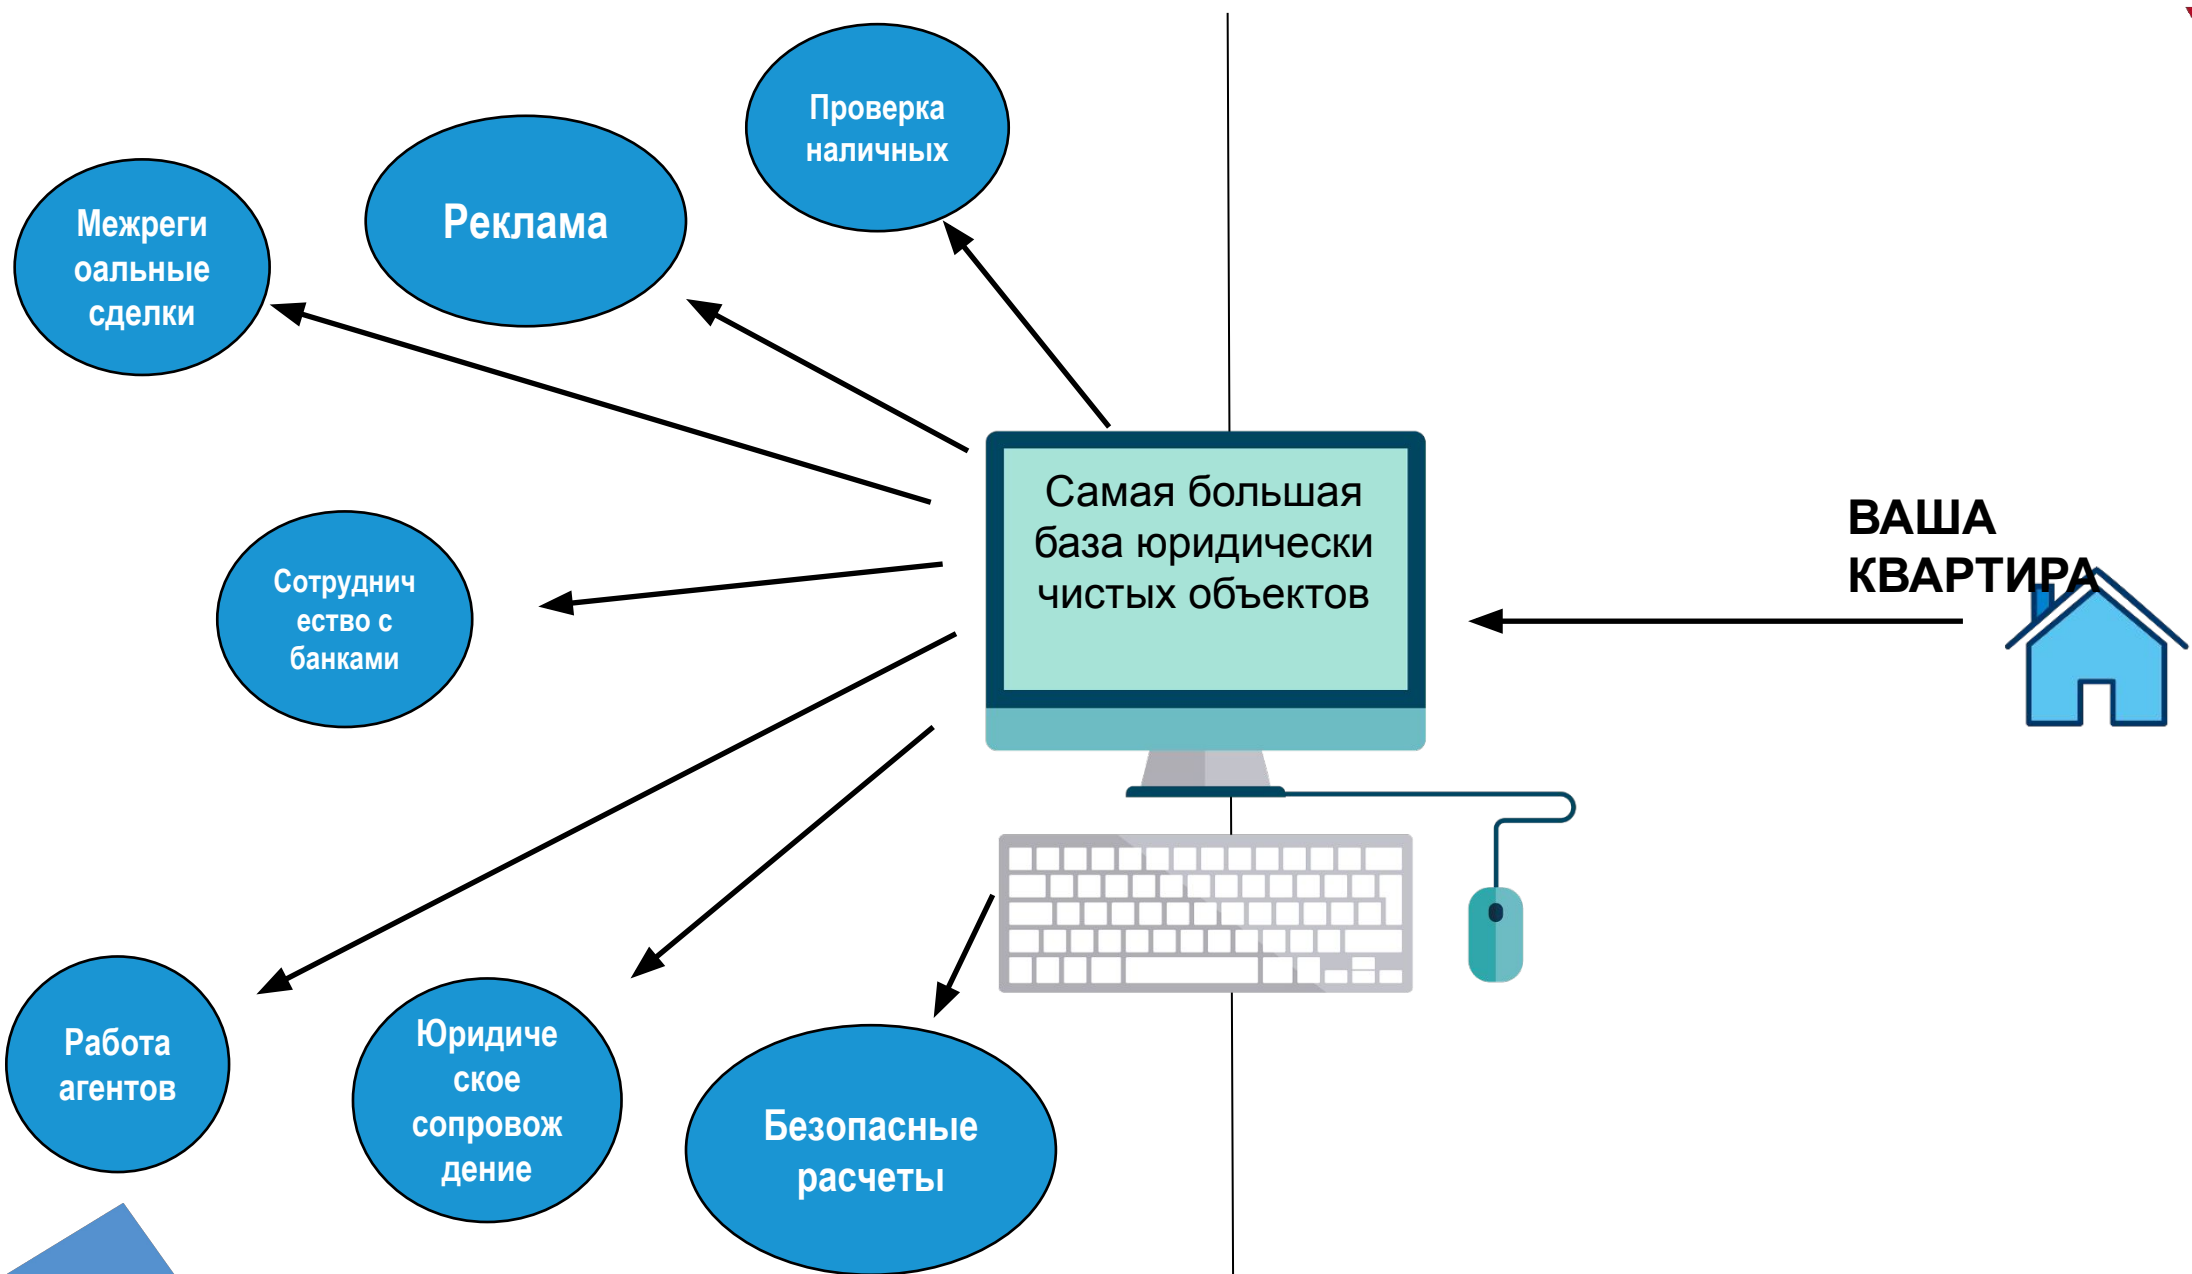 Проверка
наличных
Реклама
Межреги
оальные
сделки
Самая большая
база юридически
чистых объектов
ВАША
КВАРТИРА
Сотруднич
ество с
банками
Работа
агентов
Юридиче
ское
сопровож
дение
Безопасные
расчеты